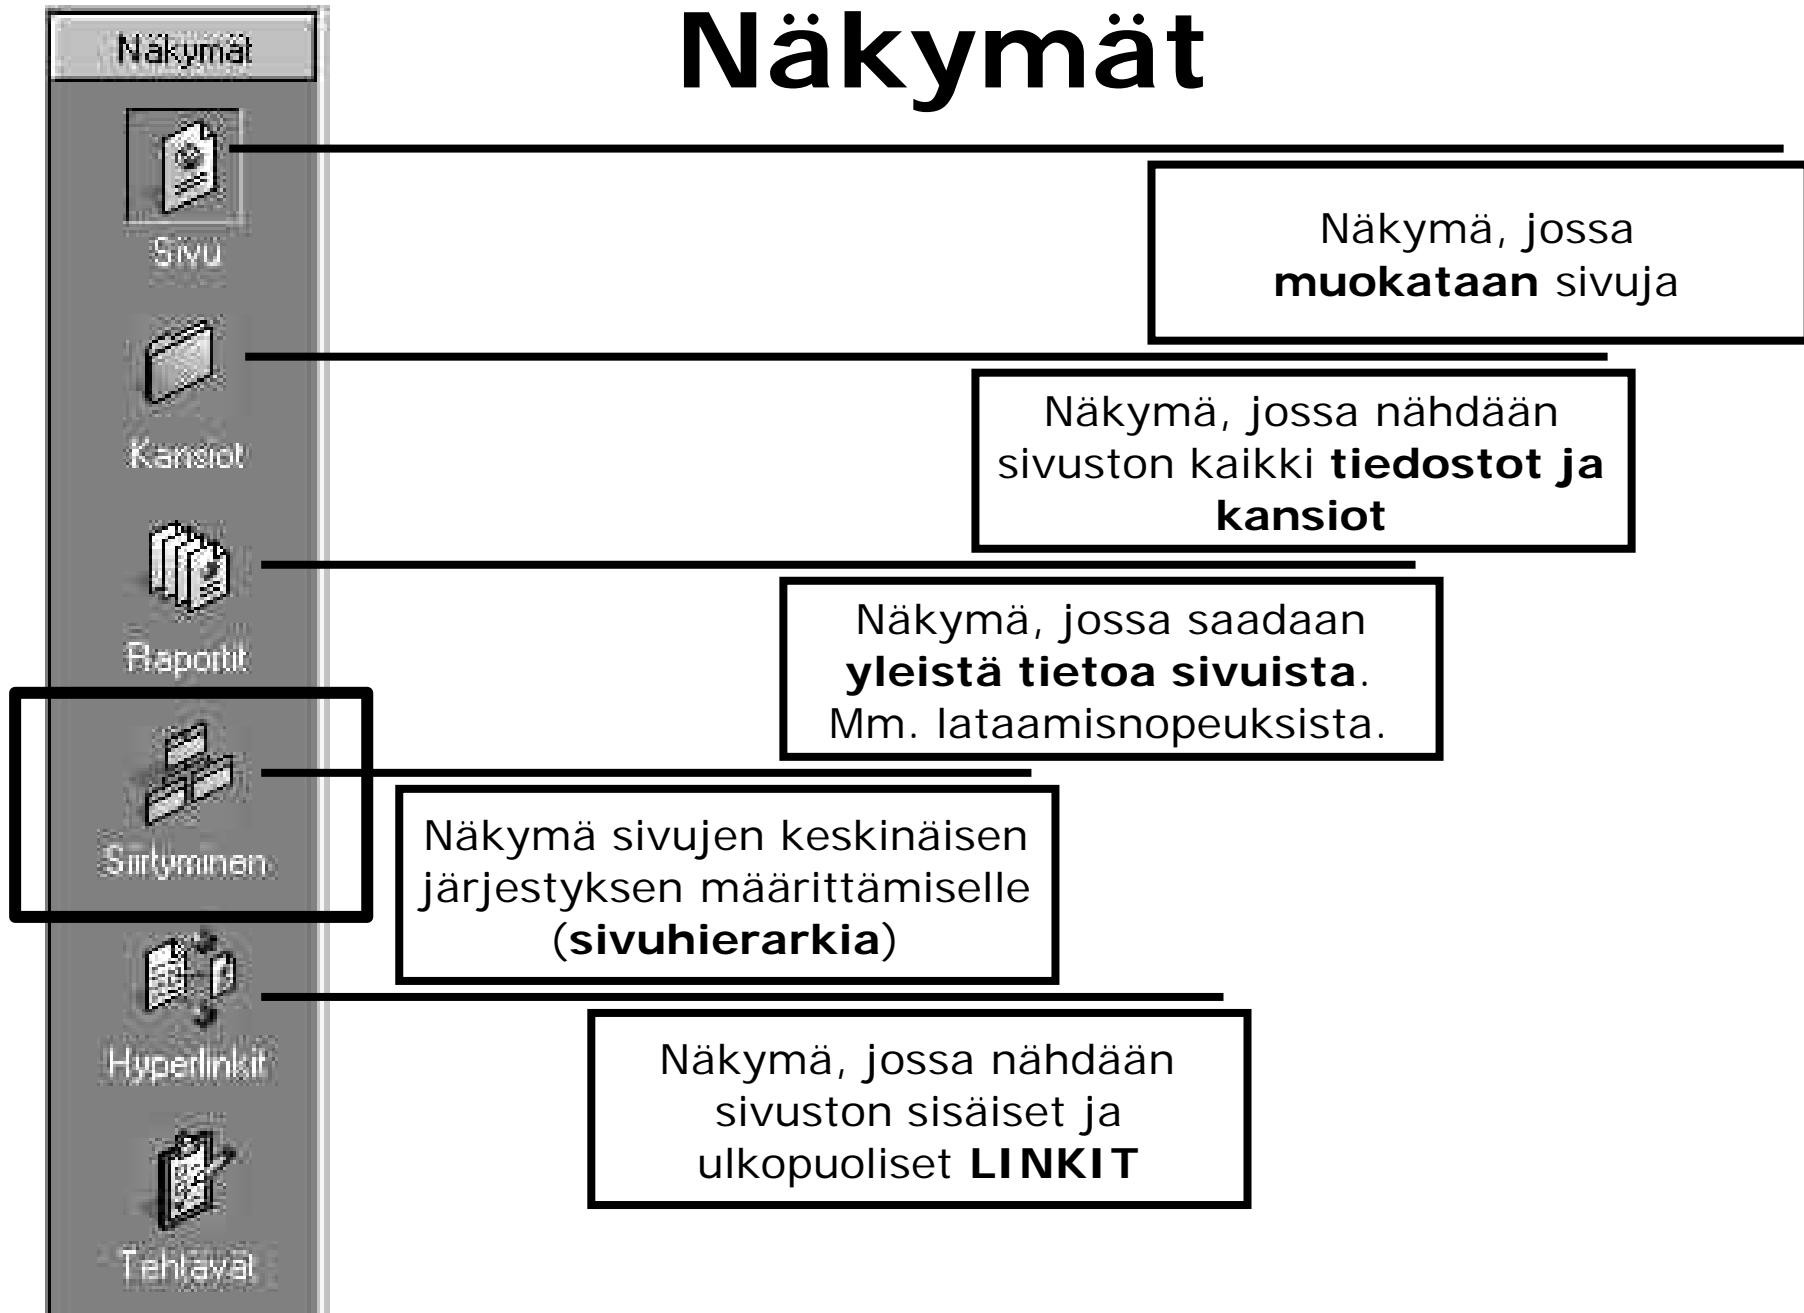 Näkymät
Näkymät
Sivu
Näkymä, jossa
muokataan sivuja
Kansiot
Näkymä, jossa nähdään
sivuston kaikki tiedostot ja
kansiot
Raportit
Näkymä, jossa saadaan
yleistä tietoa sivuista.
Mm. lataamisnopeuksista.
Siirtyminen
Näkymä sivujen keskinäisen
järjestyksen määrittämiselle
(sivuhierarkia)
Hyperlinkit
Näkymä, jossa nähdään
sivuston sisäiset ja
ulkopuoliset LINKIT
Tehtävät